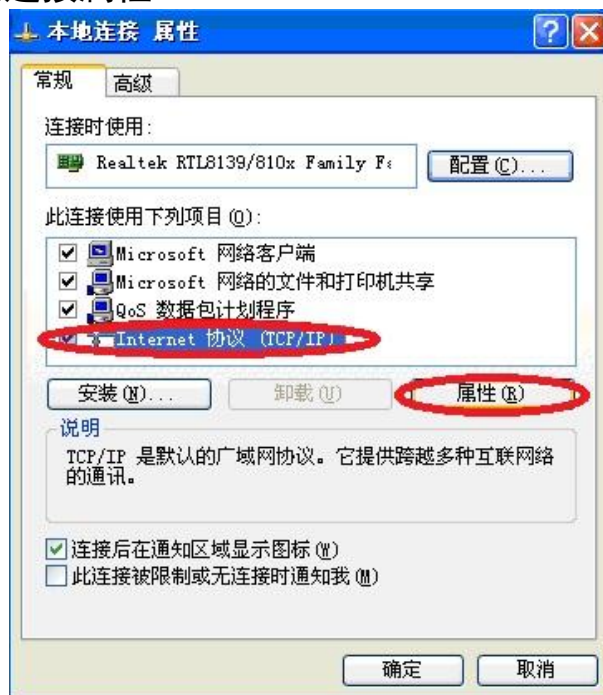 本地连接 属性
常规
高级
连接时使用:
Realtek RTL8139/810x Family Fa
配置(C)...
此连接使用下列项目(O):
Microsoft 网络客户端
Microsoft 网络的文件和打印机共享
QoS 数据包计划程序
Internet 协议 (TCP/IP)
安装(N)...
卸载(U)
属性(R)
说明
TCP/IP 是默认的广域网协议。它提供跨越多种互联网络
的通讯。
连接后在通知区域显示图标(W)
此连接被限制或无连接时通知我(M)
确定
取消